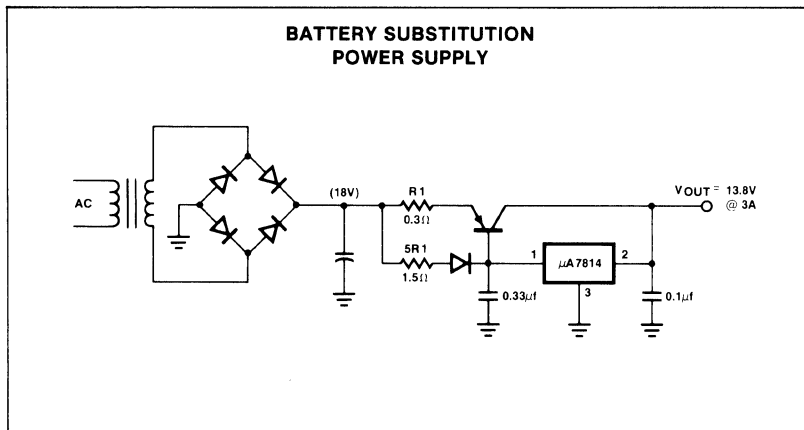 BATTERY SUBSTITUTION
POWER SUPPLY
AC
(18V)
R1
0.3Ω
5R1
1.5Ω
1
μA7814
2
3
0.33μf
0.1μf
VOUT = 13.8V
@ 3A